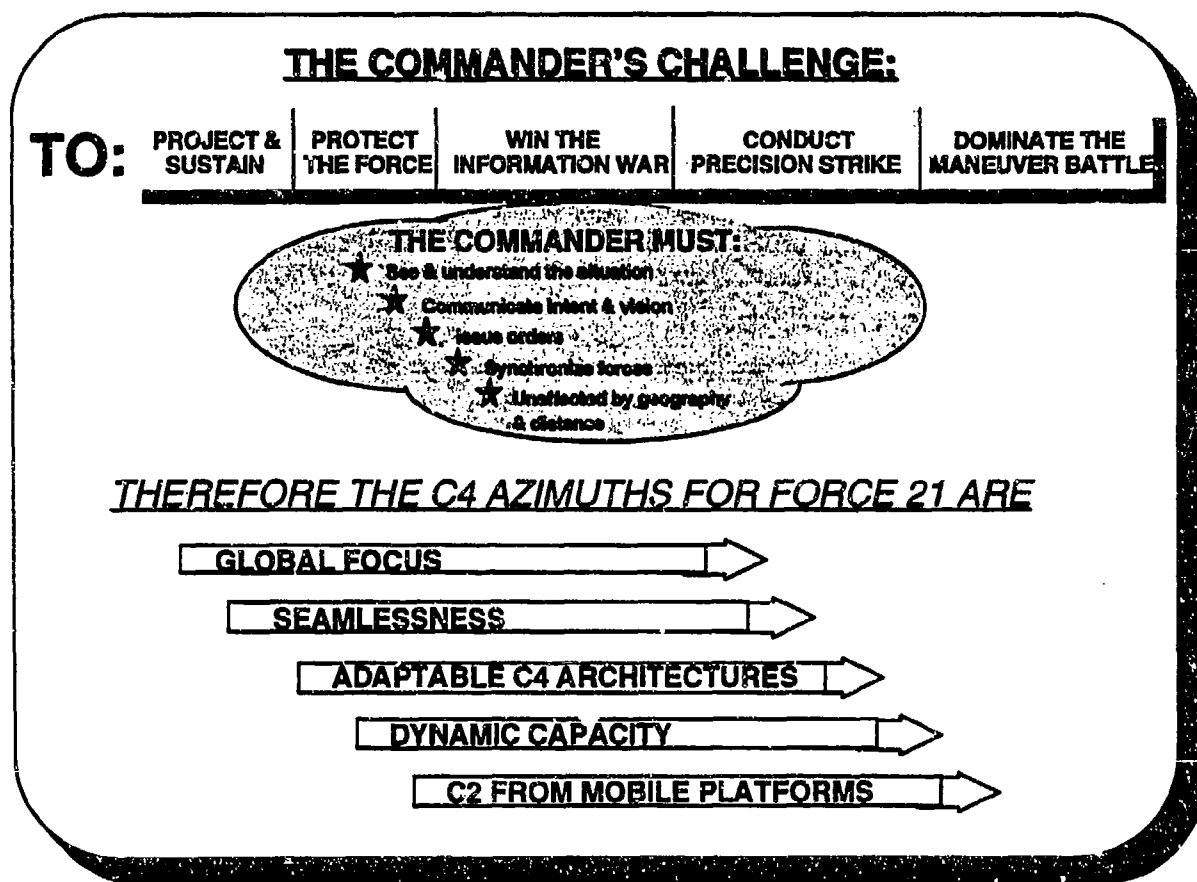 THE COMMANDER'S CHALLENGE:
TO:
PROJECT &
SUSTAIN
PROTECT
THE FORCE
WIN THE
INFORMATION WAR
CONDUCT
PRECISION STRIKE
DOMINATE THE
MANEUVER BATTLE
THE COMMANDER MUST:
See & understand the situation
Communicate intent & vision
Issue orders
Synchronize forces
Unaffected by geography
& distance
THEREFORE THE C4 AZIMUTHS FOR FORCE 21 ARE
GLOBAL FOCUS
SEAMLESSNESS
ADAPTABLE C4 ARCHITECTURES
DYNAMIC CAPACITY
C2 FROM MOBILE PLATFORMS